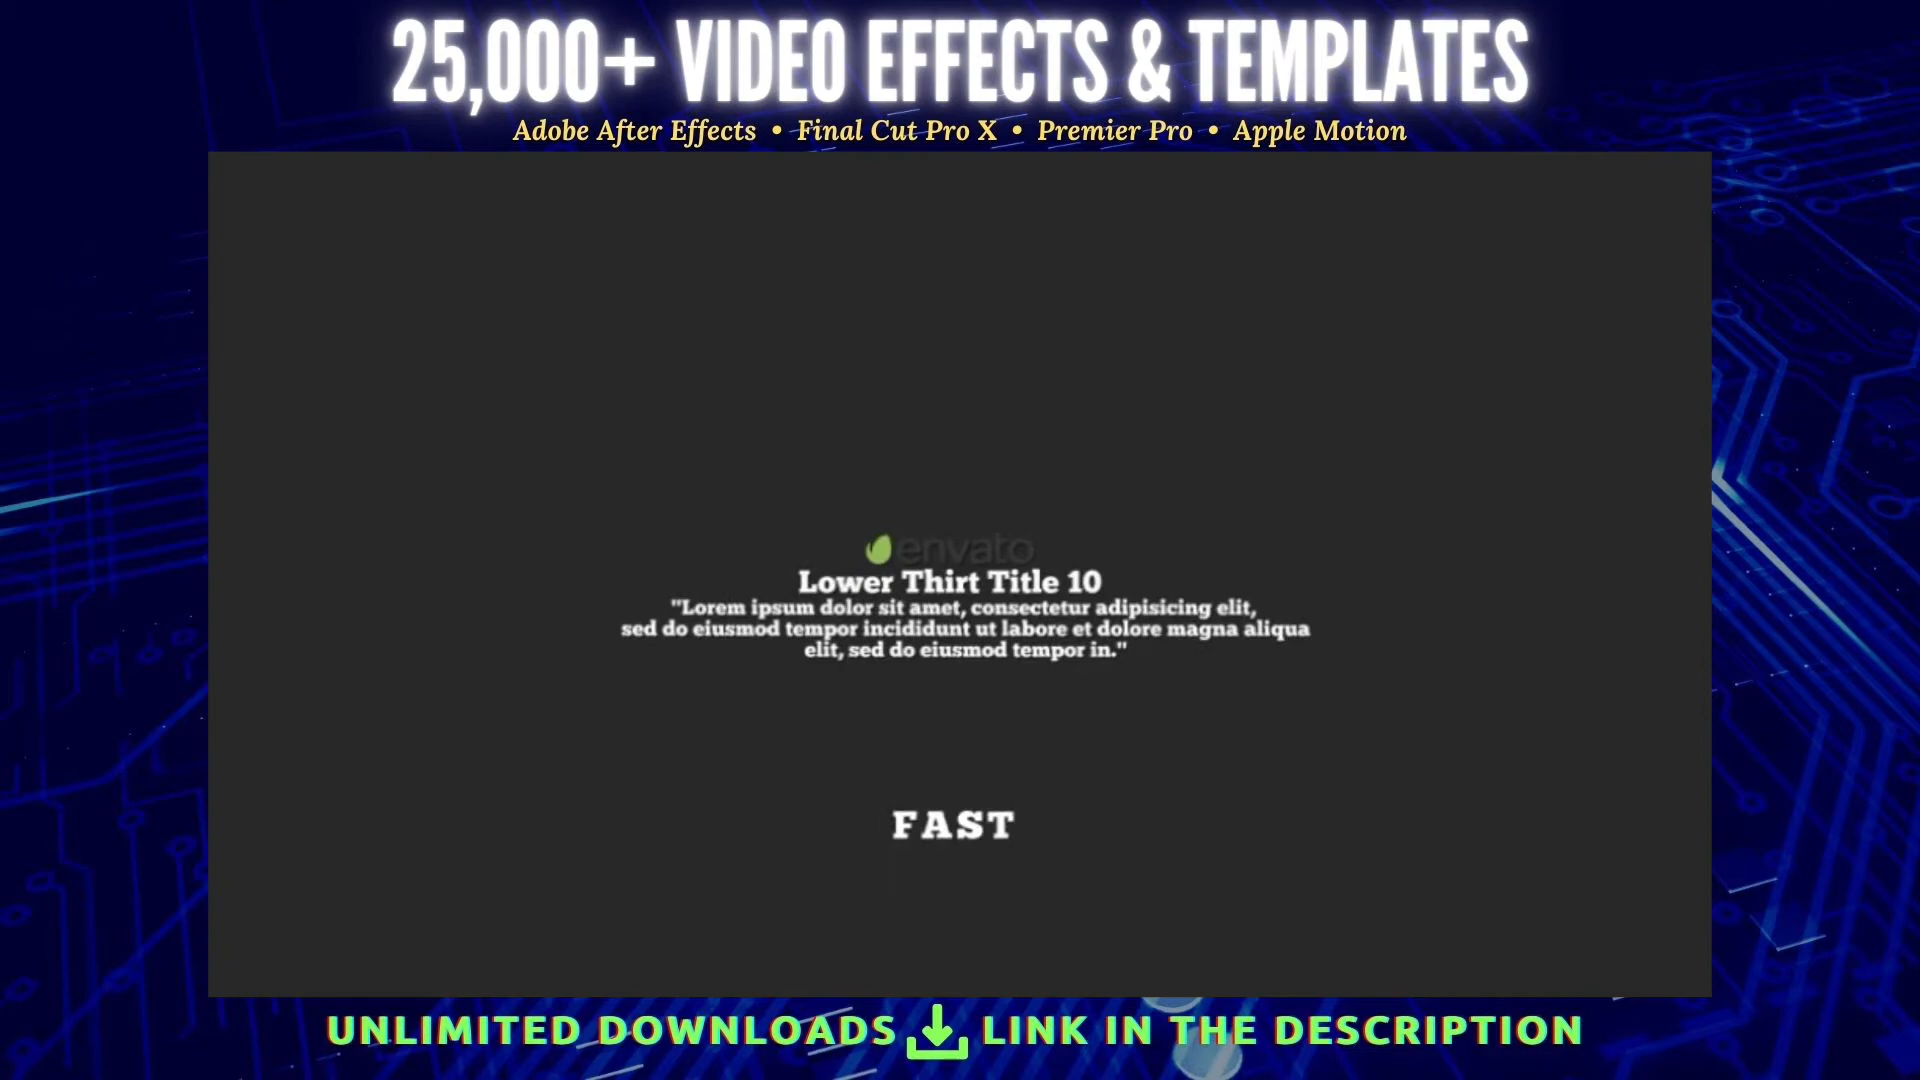 25,000+ VIDEO EFFECTS & TEMPLATES
Adobe After Effects • Final Cut Pro X • Premier Pro • Apple Motion
envato
Lower Thirt Title 10
"Lorem ipsum dolor sit amet, consectetur adipisicing elit,
sed do eiusmod tempor incididunt ut labore et dolore magna aliqua
elit, sed do eiusmod tempor in."
FAST
UNLIMITED DOWNLOADS LINK IN THE DESCRIPTION